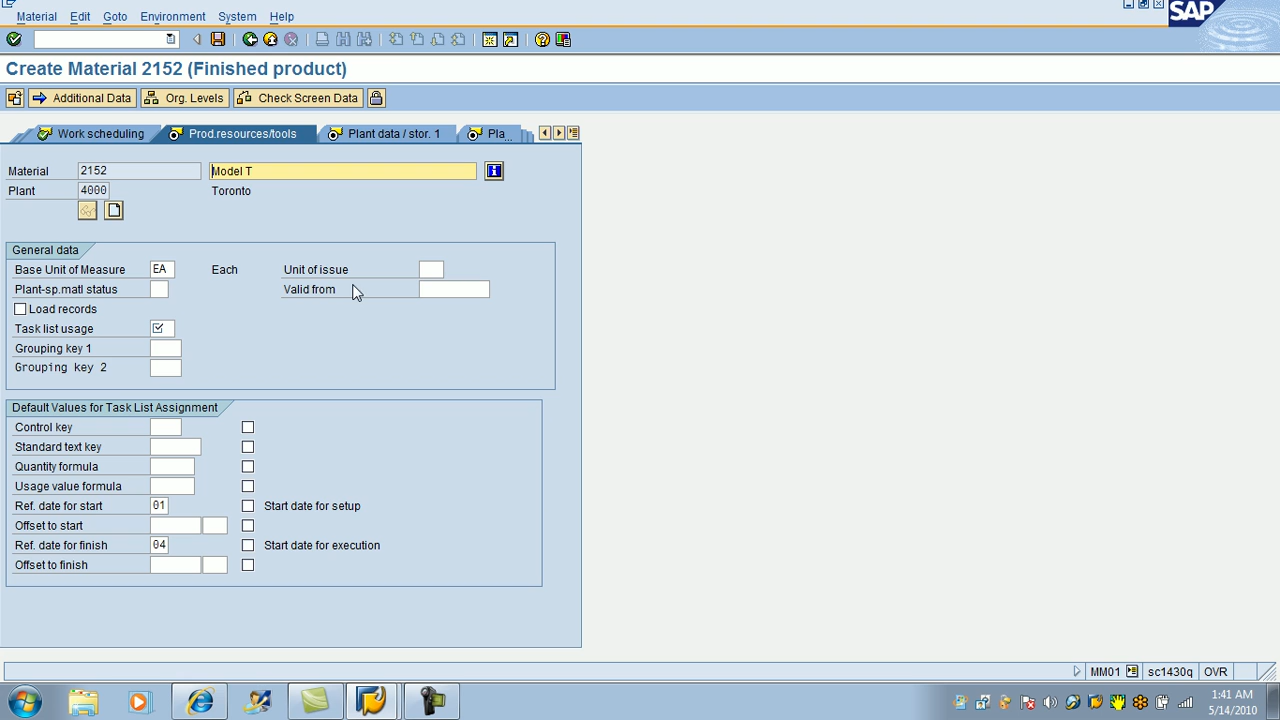 Material Edit Goto Environment System Help
SAP
Create Material 2152 (Finished product)
Additional Data Org. Levels Check Screen Data
Work scheduling Prod.resources/tools Plant data / stor. 1 Pla...
Material 2152 Model T
Plant 4000 Toronto
General data
Base Unit of Measure EA Each Unit of issue
Plant-sp.matl status Valid from
Load records
Task list usage
Grouping key 1
Grouping key 2
Default Values for Task List Assignment
Control key
Standard text key
Quantity formula
Usage value formula
Ref. date for start 01 Start date for setup
Offset to start
Ref. date for finish 04 Start date for execution
Offset to finish
MM01 sc1430q OVR
1:41 AM
5/14/2010